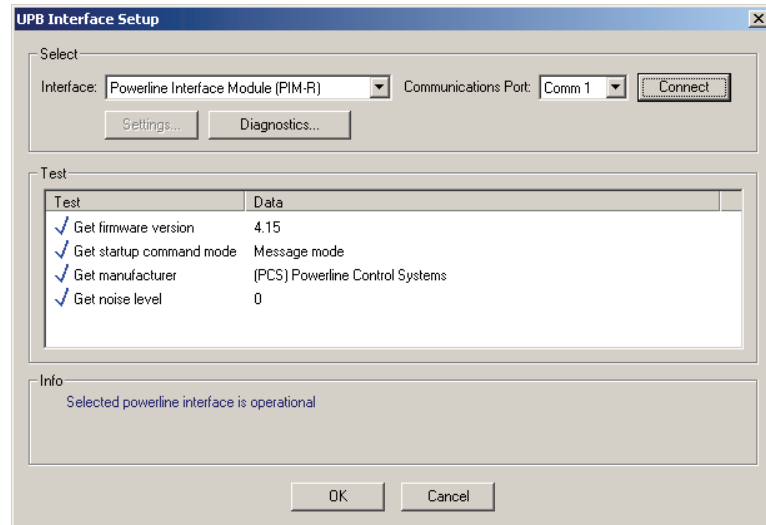 UPB Interface Setup
Select
Interface: Powerline Interface Module (PIM-R) Communications Port: Comm 1 Connect
Settings... Diagnostics...
Test
Test Data
Get firmware version 4.15
Get startup command mode Message mode
Get manufacturer (PCS) Powerline Control Systems
Get noise level 0
Info
Selected powerline interface is operational
OK Cancel